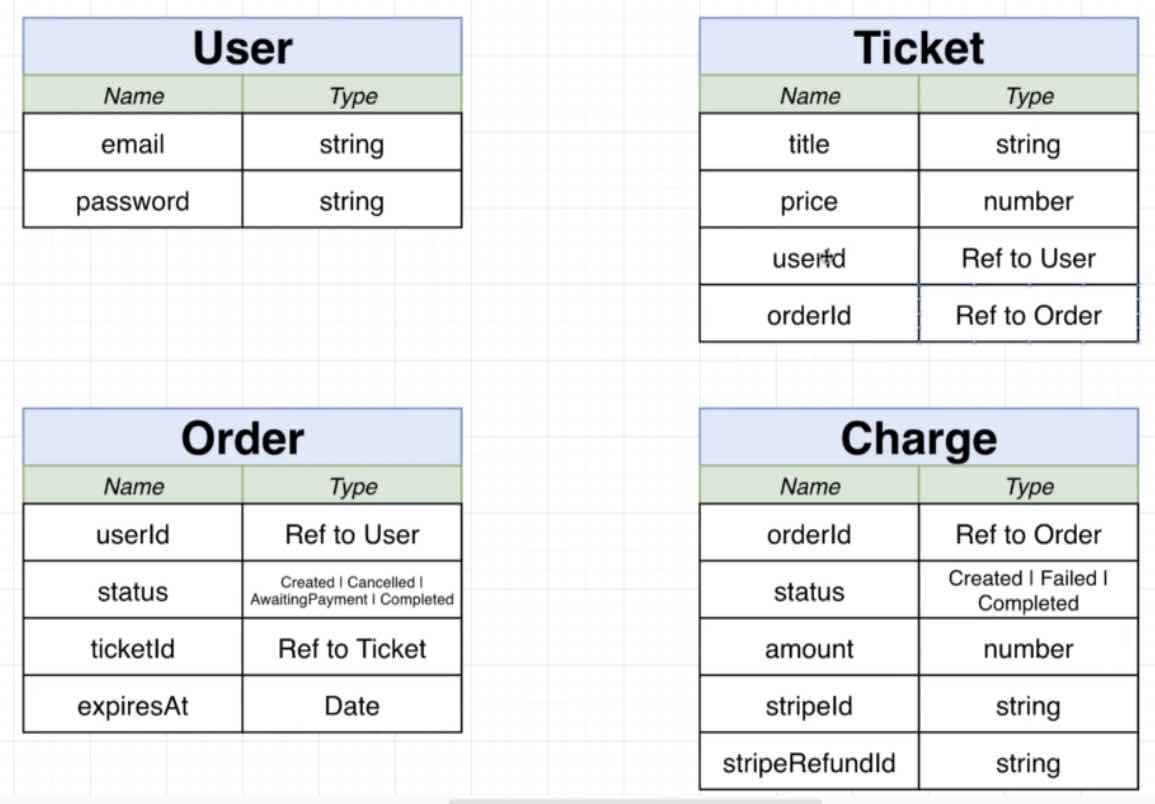 User
Name Type
email string
password string
Ticket
Name Type
title string
price number
userId Ref to User
orderId Ref to Order
Order
Name Type
userId Ref to User
status Created | Cancelled |
AwaitingPayment | Completed
ticketId Ref to Ticket
expiresAt Date
Charge
Name Type
orderId Ref to Order
status Created | Failed |
Completed
amount number
stripeId string
stripeRefundId string